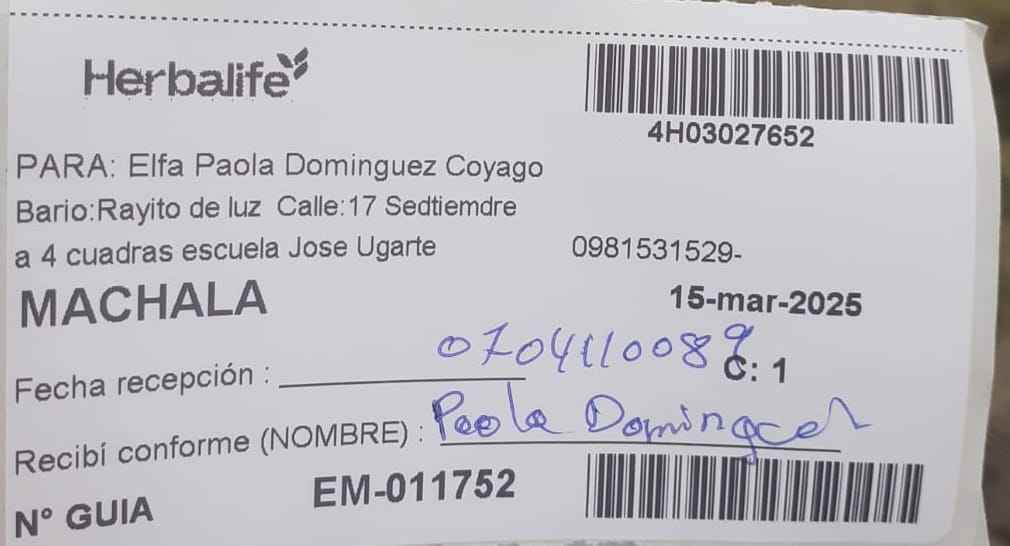 Herbalife
4H03027652
PARA: Elfa Paola Dominguez Coyago
Bario:Rayito de luz Calle:17 Sedtiemdre
a 4 cuadras escuela Jose Ugarte 0981531529-
MACHALA 15-mar-2025
0704110089
Fecha recepción : C: 1
Recibí conforme (NOMBRE) : Paola Dominguez
N° GUIA EM-011752